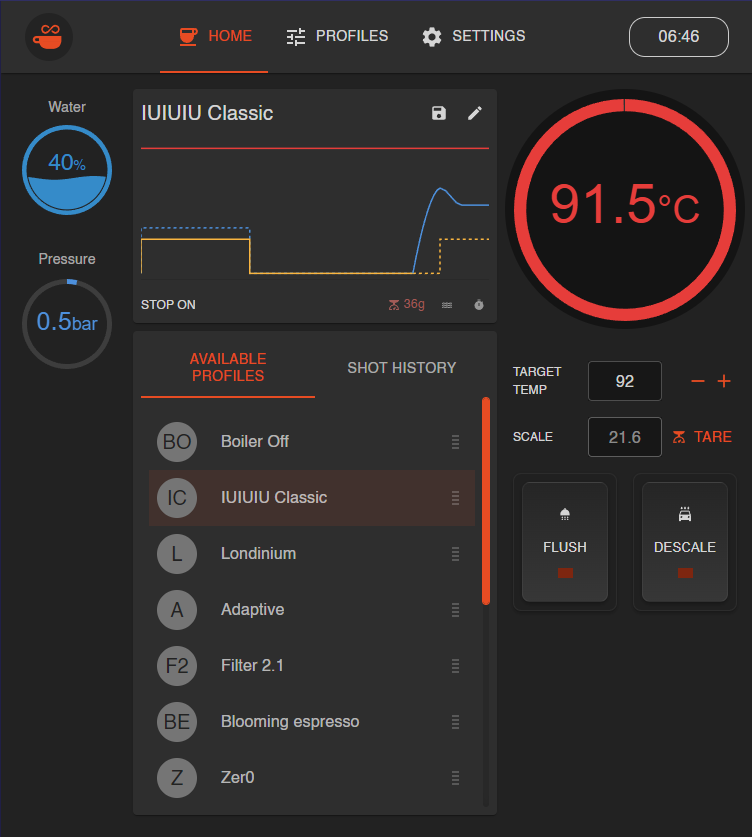 HOME
PROFILES
SETTINGS
06:46
Water
40%
Pressure
0.5bar
IUIUIU Classic
STOP ON
36g
91.5°C
AVAILABLE
PROFILES
SHOT HISTORY
BO
Boiler Off
IC
IUIUIU Classic
L
Londinium
A
Adaptive
F2
Filter 2.1
BE
Blooming espresso
Z
Zer0
TARGET
TEMP
92
− +
SCALE
21.6
TARE
FLUSH
DESCALE